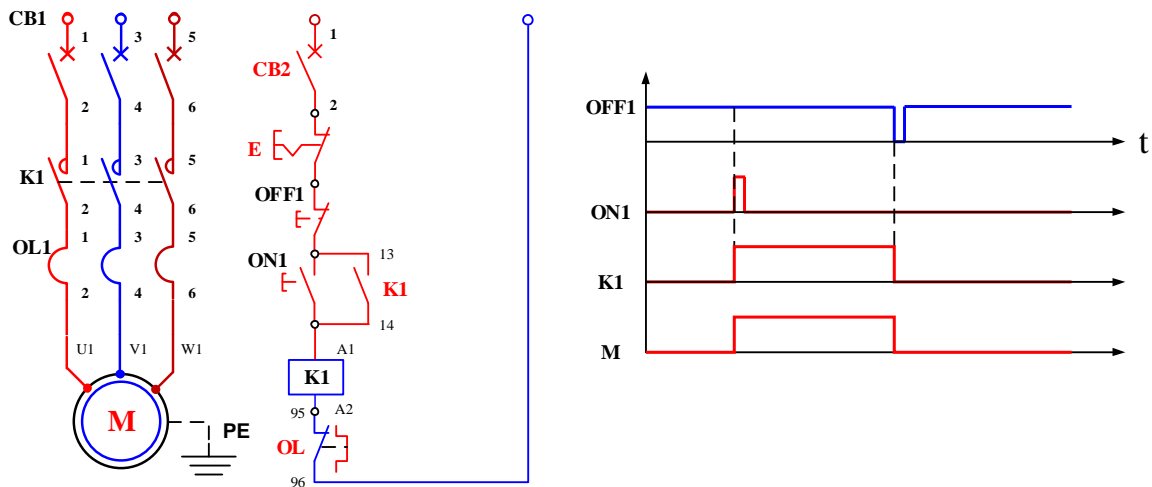 CB1
1 3 5
2 4 6
K1
1 3 5
2 4 6
OL1
1 3 5
2 4 6
U1 V1 W1
M
PE
1
CB2
2
E
OFF1
ON1
13
K1
14
A1
K1
95 A2
OL
96
OFF1
t
ON1
K1
M